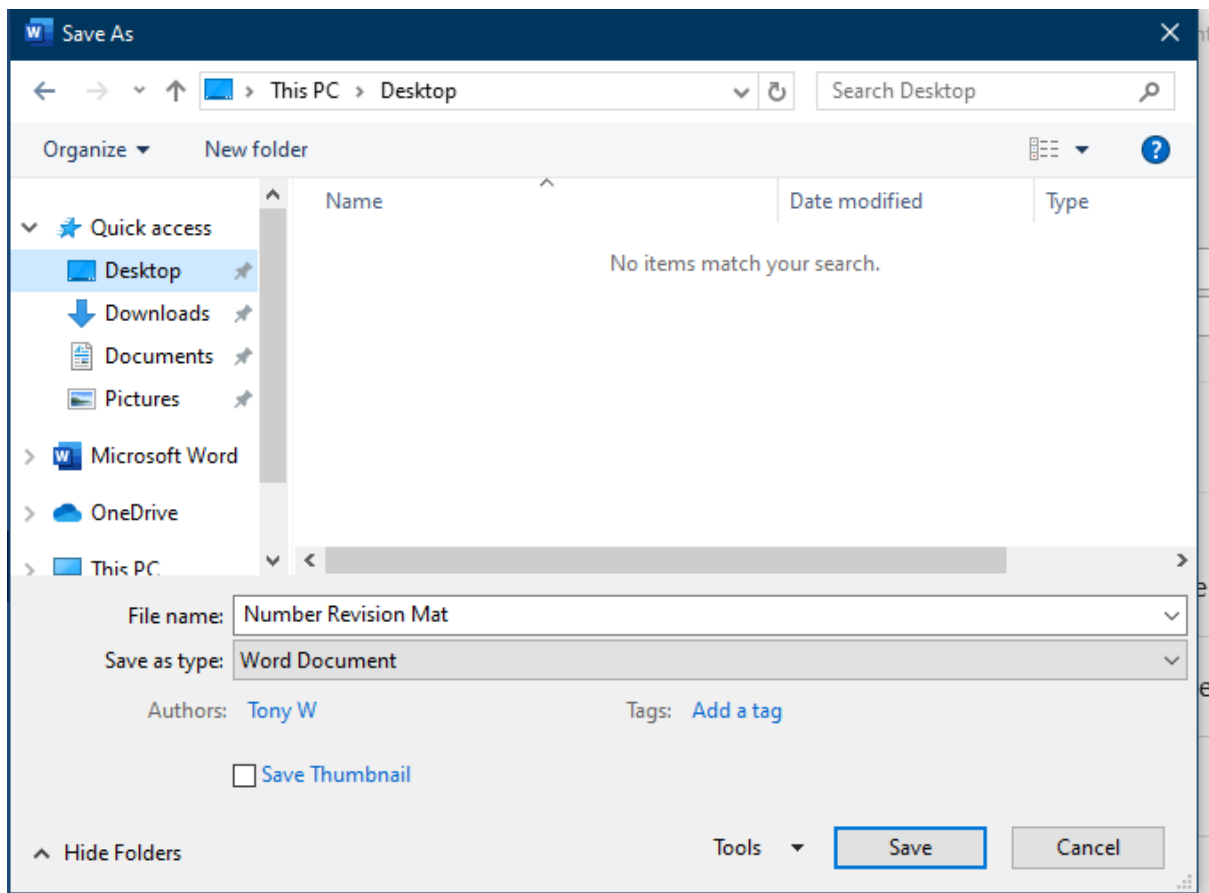 Save As
This PC > Desktop
Search Desktop
Organize
New folder
Name
Date modified
Type
Quick access
Desktop
Downloads
Documents
Pictures
Microsoft Word
OneDrive
This PC
No items match your search.
File name: Number Revision Mat
Save as type: Word Document
Authors: Tony W
Tags: Add a tag
Save Thumbnail
Hide Folders
Tools
Save
Cancel